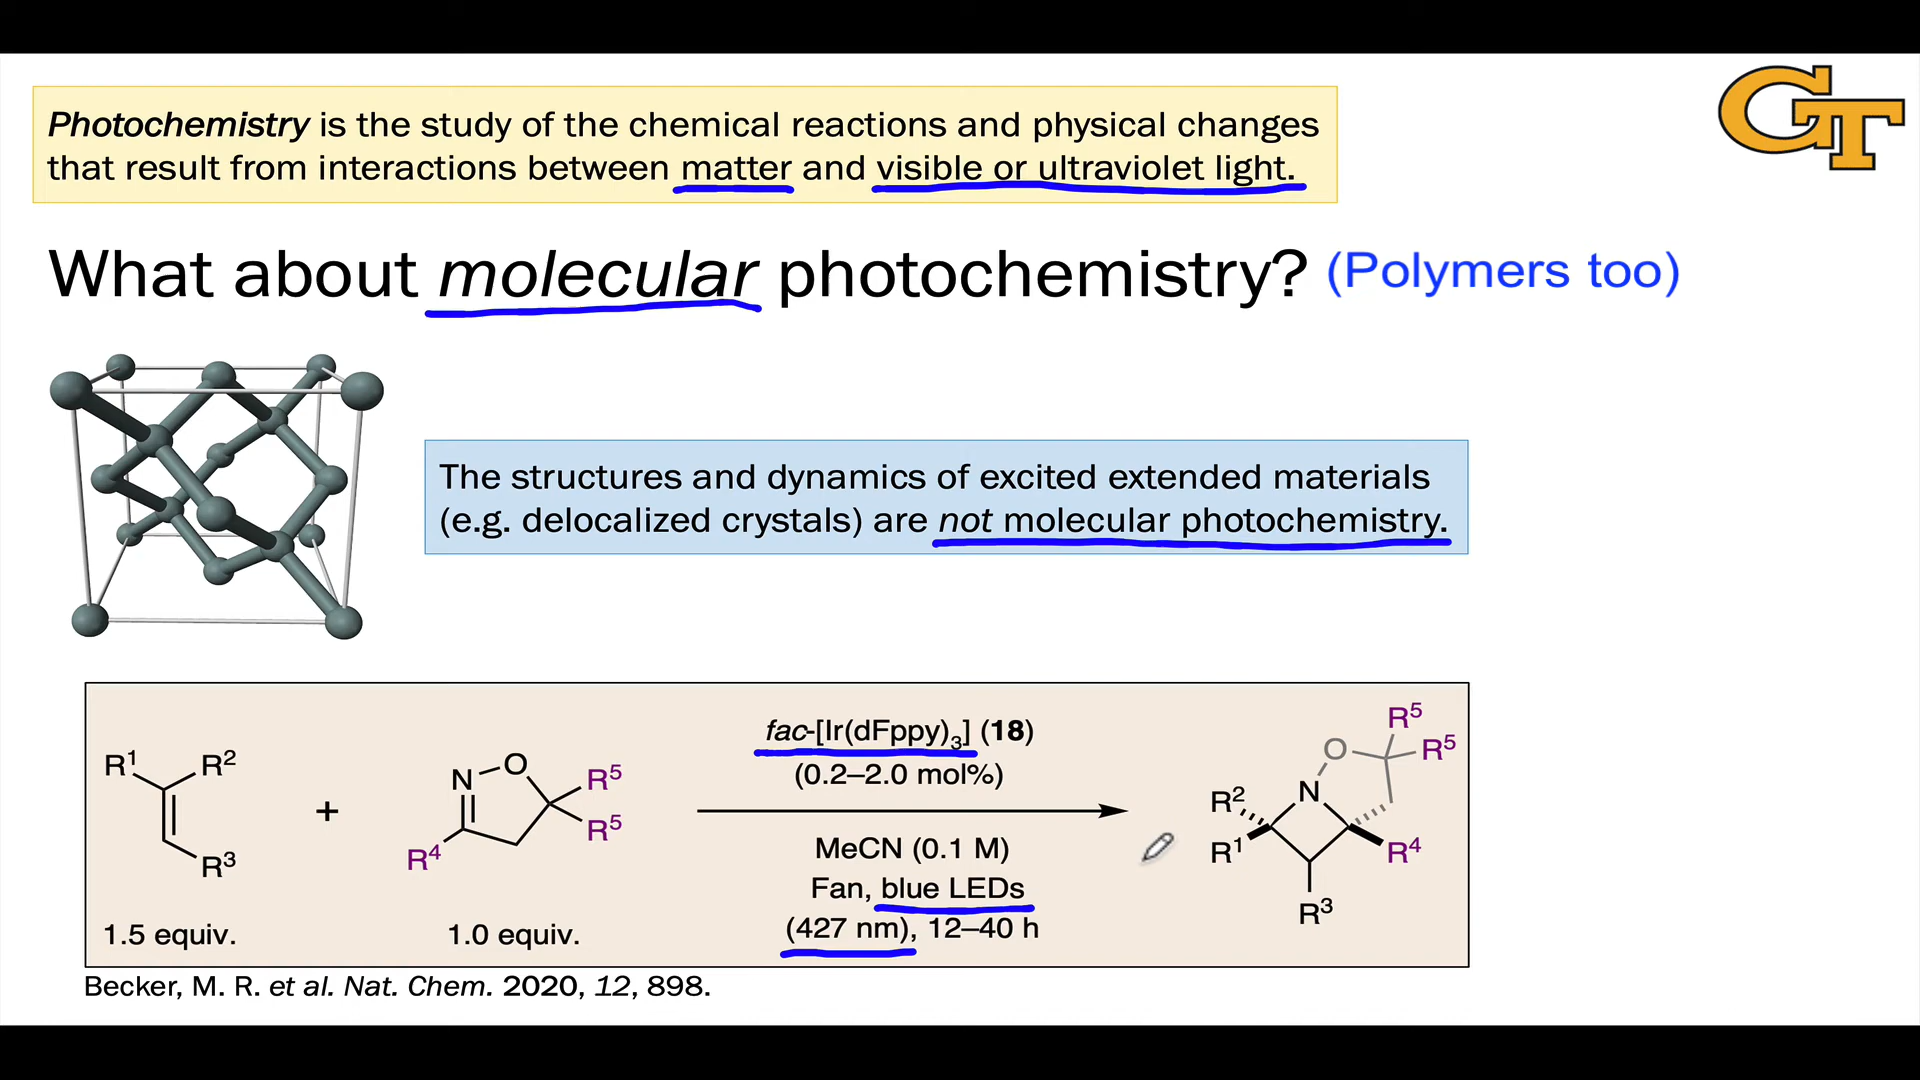 Photochemistry is the study of the chemical reactions and physical changes
that result from interactions between matter and visible or ultraviolet light.
GT
What about molecular photochemistry? (Polymers too)
The structures and dynamics of excited extended materials
(e.g. delocalized crystals) are not molecular photochemistry.
R¹ R²
R³
1.5 equiv.
+
N O
R⁵
R⁵
R⁴
1.0 equiv.
fac-[Ir(dFppy)₃] (18)
(0.2–2.0 mol%)
MeCN (0.1 M)
Fan, blue LEDs
(427 nm), 12–40 h
R⁵
O R⁵
R² N
R¹ R⁴
R³
Becker, M. R. et al. Nat. Chem. 2020, 12, 898.